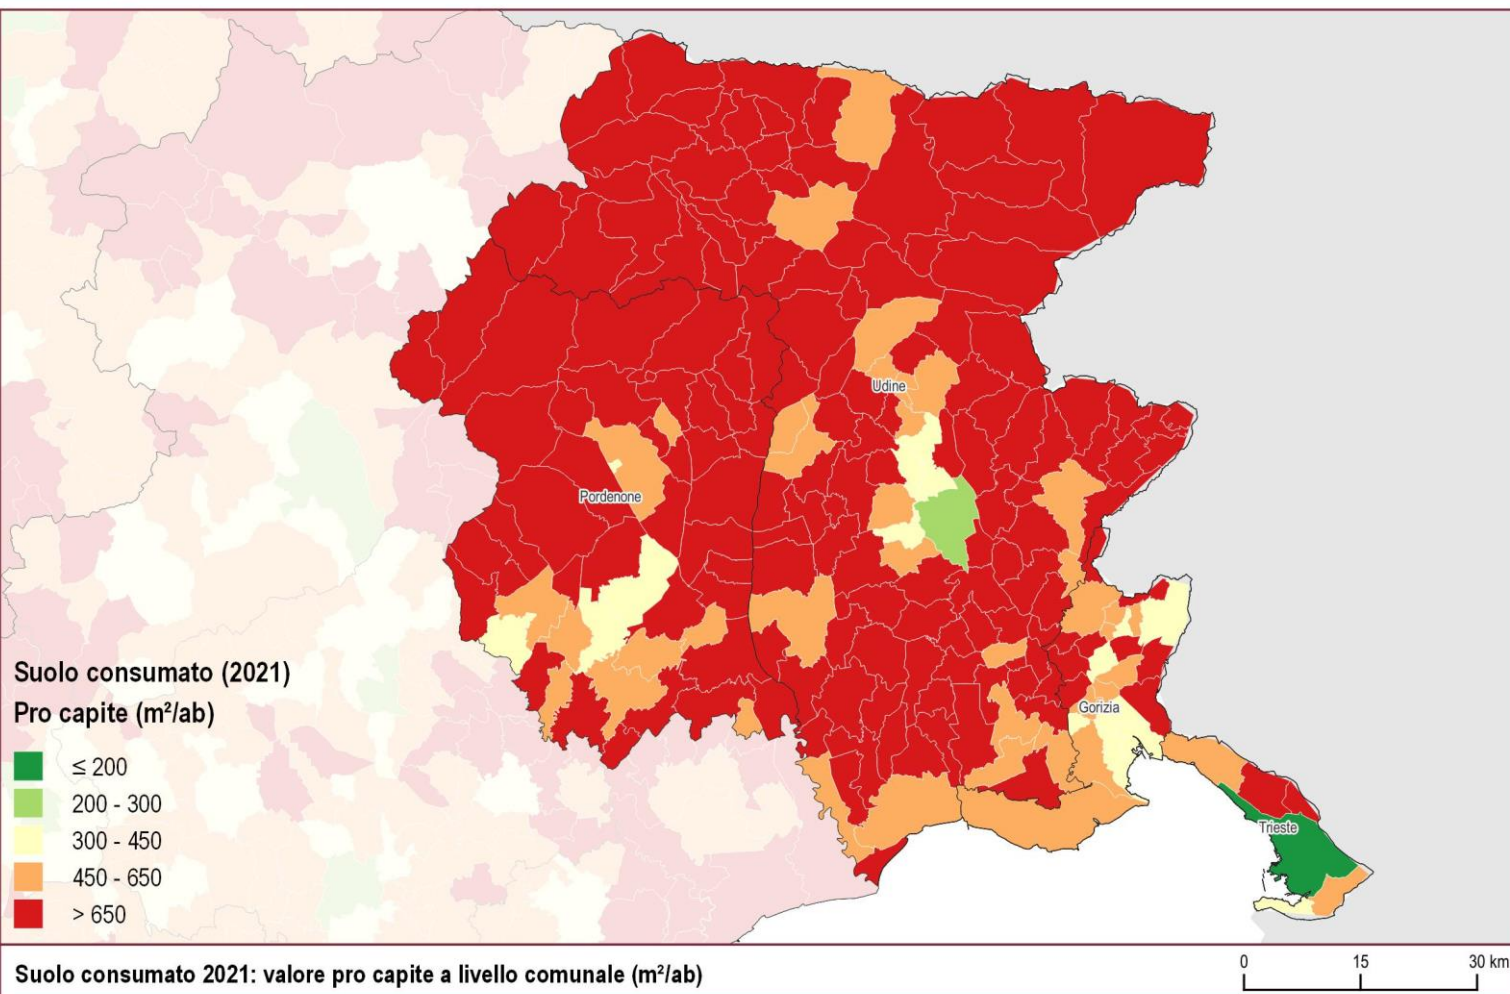 Udine
Pordenone
Gorizia
Trieste
Suolo consumato (2021)
Pro capite (m²/ab)
≤ 200
200 - 300
300 - 450
450 - 650
> 650
Suolo consumato 2021: valore pro capite a livello comunale (m²/ab)
0 15 30 km